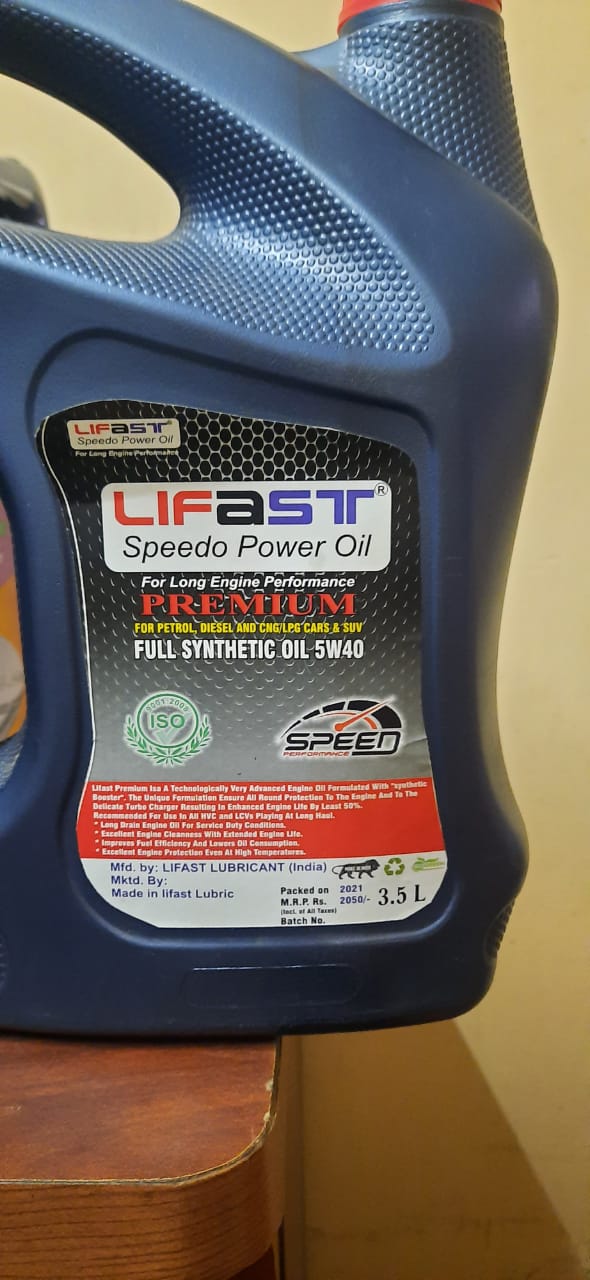 LIFaST
Speedo Power Oil
For Long Engine Performance
LIFaST®
Speedo Power Oil
For Long Engine Performance
PREMIUM
FOR PETROL, DIESEL AND CNG/LPG CARS & SUV
FULL SYNTHETIC OIL 5W40
ISO
SPEED
PERFORMANCE
Lifast Premium Isa A Technologically Very Advanced Engine Oil Formulated With "synthetic
Booster". The Unique Formulation Ensure All Round Protection To The Engine And To The
Delicate Turbo Charger Resulting In Enhanced Engine Life By Least 50%.
Recommended For Use In All HVC and LCVs Playing At Long Haul.
* Long Drain Engine Oil For Service Duty Conditions.
* Excellent Engine Cleanness With Extended Engine Life.
* Improves Fuel Efficiency And Lowers Oil Consumption.
* Excellent Engine Protection Even At High Temperatures.
Mfd. by: LIFAST LUBRICANT (India)
Mktd. By:
Made in lifast Lubric
Packed on 2021
M.R.P. Rs. 2050/- 3.5 L
(Incl. of All Taxes)
Batch No.